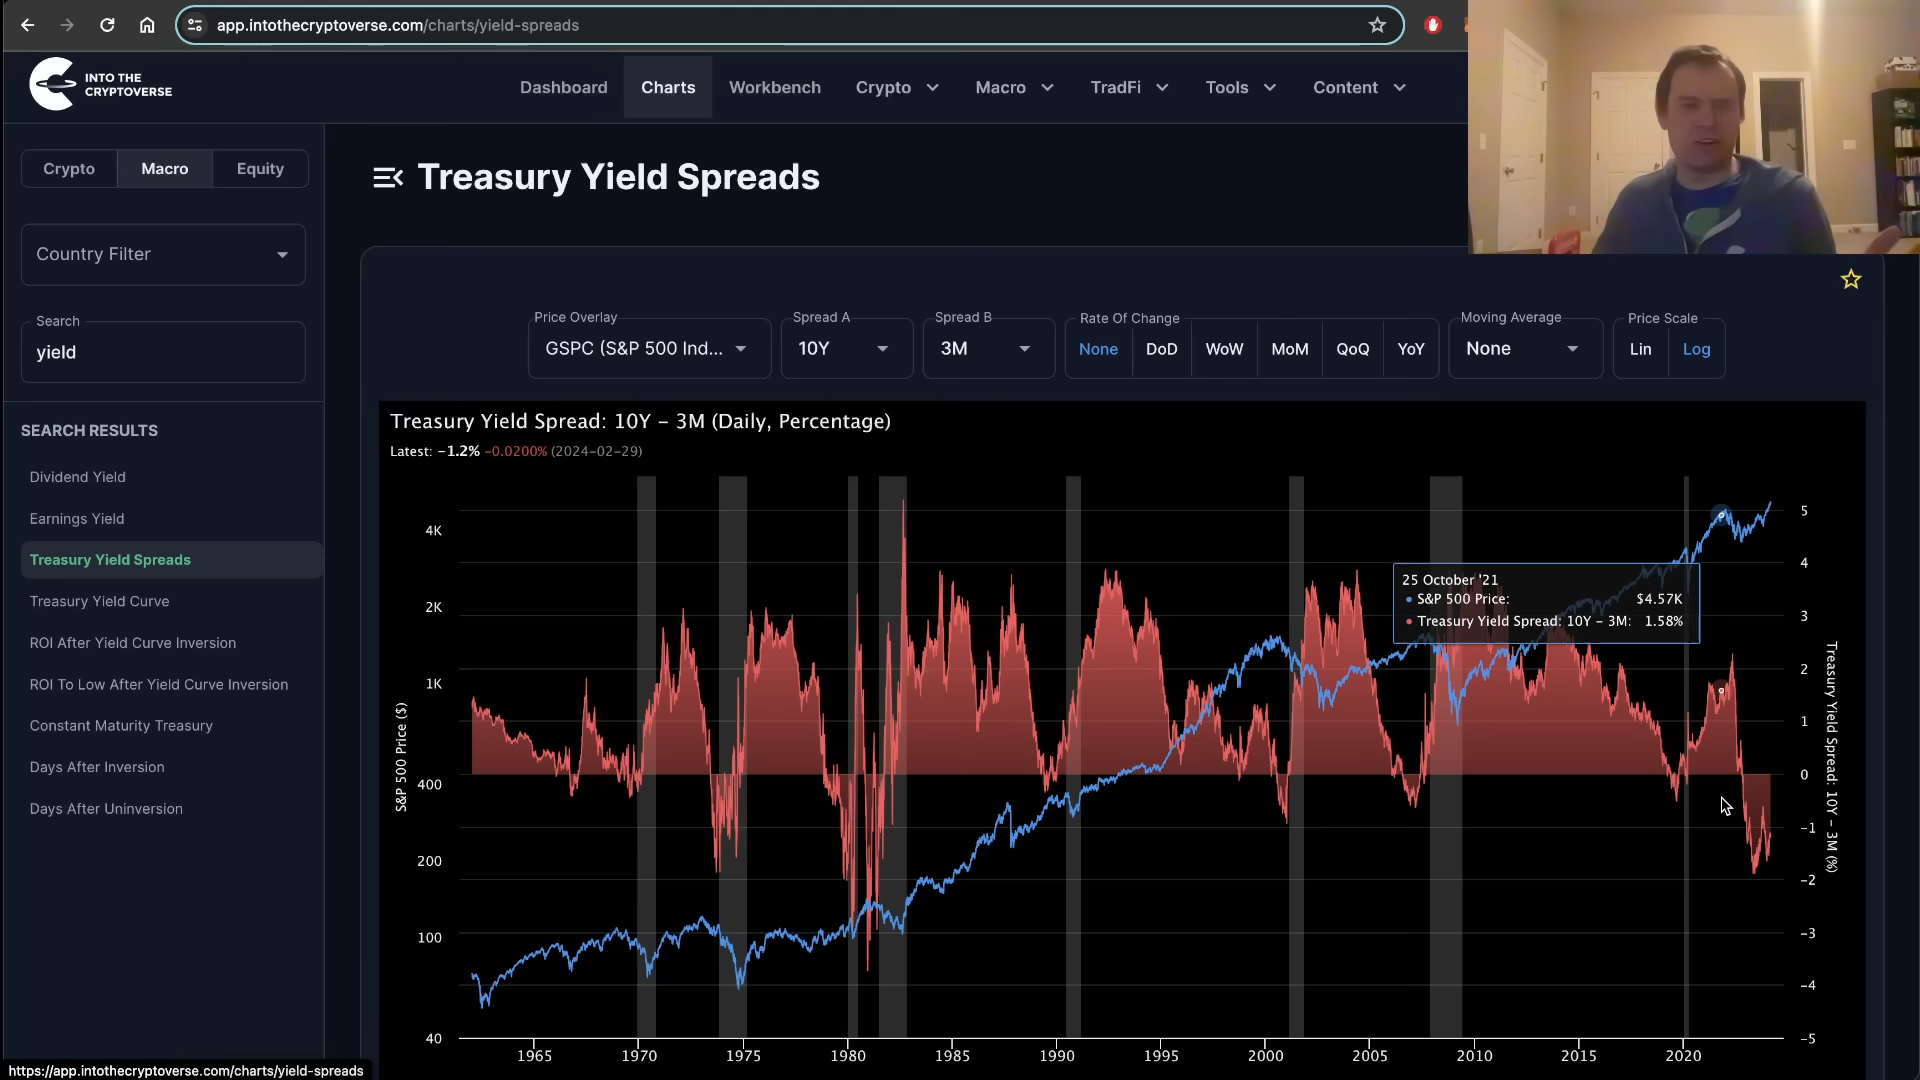 app.intothecryptoverse.com/charts/yield-spreads
INTO THE
CRYPTOVERSE
Dashboard
Charts
Workbench
Crypto
Macro
TradFi
Tools
Content
Crypto
Macro
Equity
Country Filter
Search
yield
SEARCH RESULTS
Dividend Yield
Earnings Yield
Treasury Yield Spreads
Treasury Yield Curve
ROI After Yield Curve Inversion
ROI To Low After Yield Curve Inversion
Constant Maturity Treasury
Days After Inversion
Days After Uninversion
Treasury Yield Spreads
Price Overlay
GSPC (S&P 500 Ind...
Spread A
10Y
Spread B
3M
Rate Of Change
None
DoD
WoW
MoM
QoQ
YoY
Moving Average
None
Price Scale
Lin
Log
Treasury Yield Spread: 10Y – 3M (Daily, Percentage)
Latest: −1.2% -0.0200% (2024-02-29)
4K
2K
1K
400
200
100
40
S&P 500 Price ($)
25 October '21
S&P 500 Price: $4.57K
Treasury Yield Spread: 10Y – 3M: 1.58%
5
4
3
2
1
0
−1
−2
−3
−4
−5
Treasury Yield Spread: 10Y – 3M (%)
1965
1970
1975
1980
1985
1990
1995
2000
2005
2010
2015
2020
https://app.intothecryptoverse.com/charts/yield-spreads